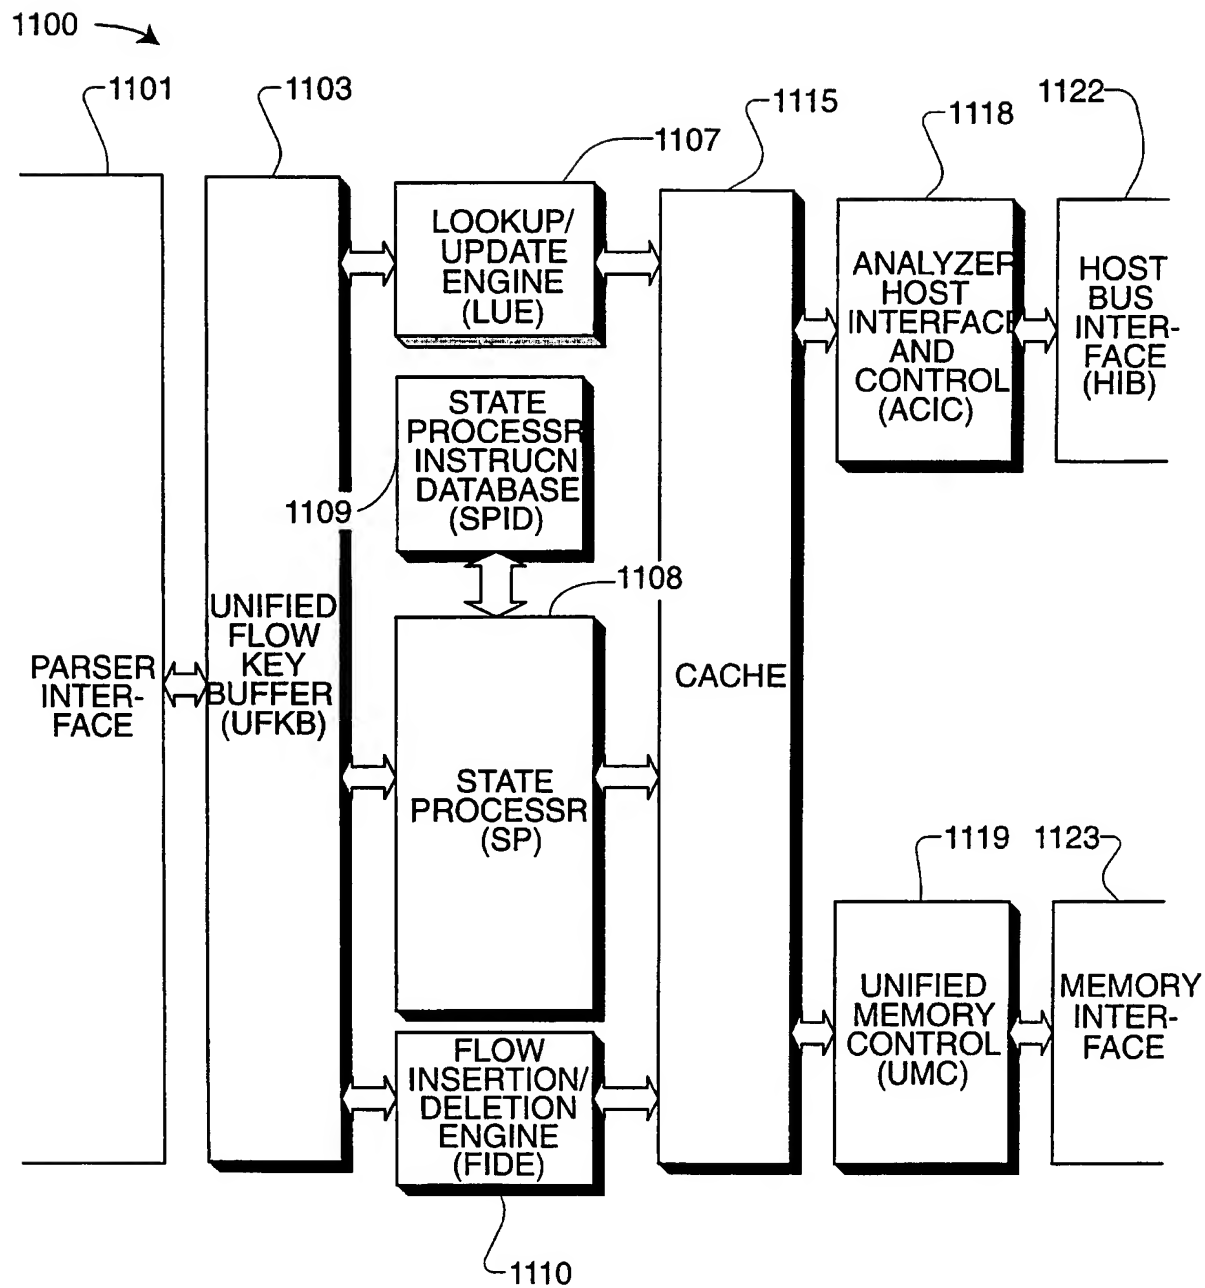 1100
1101
1103
1107
1115
1118
1122
LOOKUP/
UPDATE
ENGINE
(LUE)
ANALYZER
HOST
INTERFACE
AND
CONTROL
(ACIC)
HOST
BUS
INTER-
FACE
(HIB)
STATE
PROCESSR
INSTRUCN
DATABASE
(SPID)
1109
1108
UNIFIED
FLOW
KEY
BUFFER
(UFKB)
PARSER
INTER-
FACE
CACHE
STATE
PROCESSR
(SP)
1119
1123
UNIFIED
MEMORY
CONTROL
(UMC)
MEMORY
INTER-
FACE
FLOW
INSERTION/
DELETION
ENGINE
(FIDE)
1110